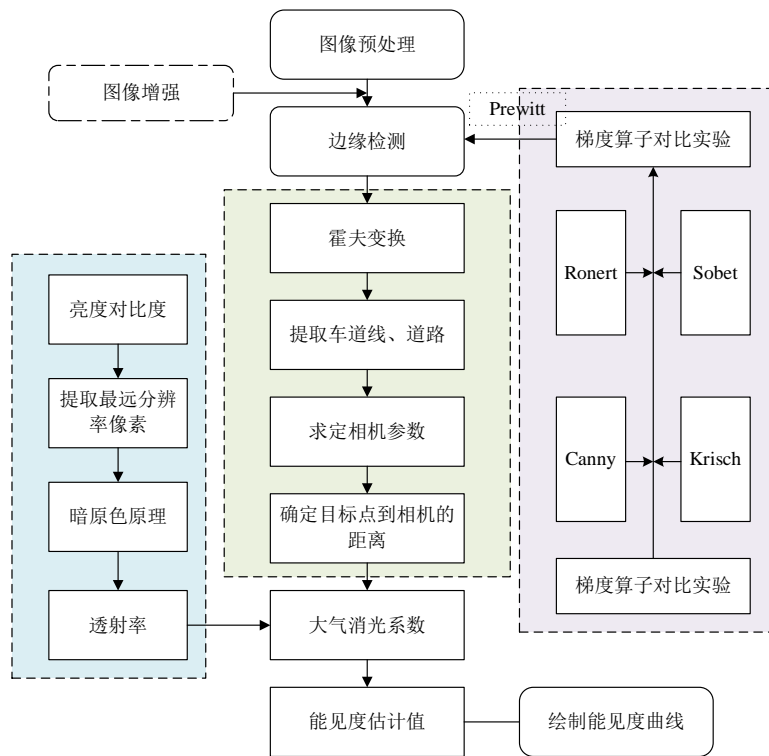 图像预处理
图像增强
Prewitt
边缘检测
梯度算子对比实验
霍夫变换
Ronert
Sobet
亮度对比度
提取车道线、道路
提取最远分辨
率像素
求定相机参数
Canny
Krisch
暗原色原理
确定目标点到相机的
距离
梯度算子对比实验
透射率
大气消光系数
能见度估计值
绘制能见度曲线